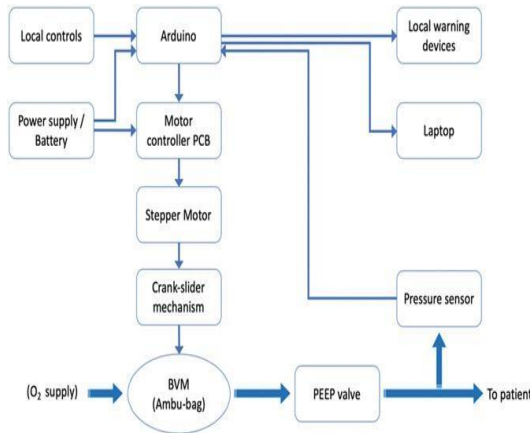 Local controls
Arduino
Local warning
devices
Power supply /
Battery
Motor
controller PCB
Laptop
Stepper Motor
Crank-slider
mechanism
Pressure sensor
(O₂ supply)
BVM
(Ambu-bag)
PEEP valve
To patient